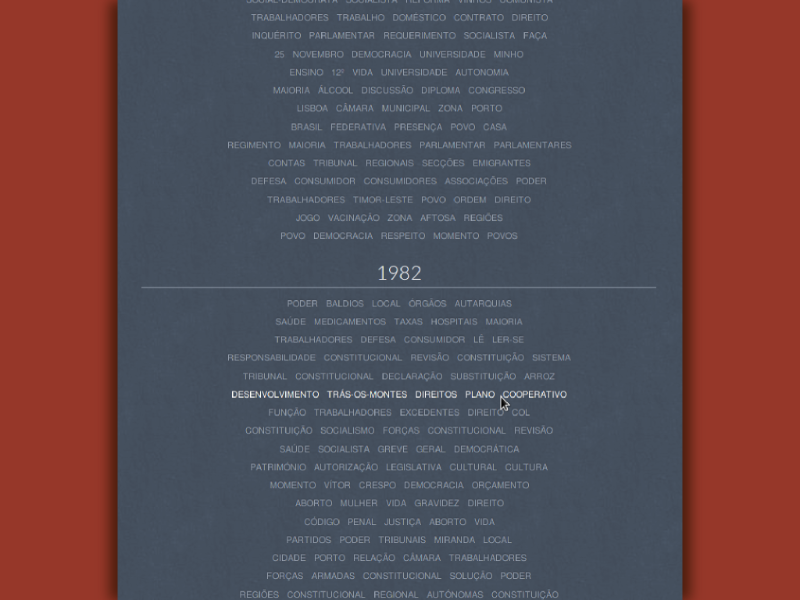 SOCIAL-DEMOCRATA SOCIALISTA REFORMA VINHOS COMUNISTA
TRABALHADORES TRABALHO DOMÉSTICO CONTRATO DIREITO
INQUÉRITO PARLAMENTAR REQUERIMENTO SOCIALISTA FAÇA
25 NOVEMBRO DEMOCRACIA UNIVERSIDADE MINHO
ENSINO 12º VIDA UNIVERSIDADE AUTONOMIA
MAIORIA ÁLCOOL DISCUSSÃO DIPLOMA CONGRESSO
LISBOA CÂMARA MUNICIPAL ZONA PORTO
BRASIL FEDERATIVA PRESENÇA POVO CASA
REGIMENTO MAIORIA TRABALHADORES PARLAMENTAR PARLAMENTARES
CONTAS TRIBUNAL REGIONAIS SECÇÕES EMIGRANTES
DEFESA CONSUMIDOR CONSUMIDORES ASSOCIAÇÕES PODER
TRABALHADORES TIMOR-LESTE POVO ORDEM DIREITO
JOGO VACINAÇÃO ZONA AFTOSA REGIÕES
POVO DEMOCRACIA RESPEITO MOMENTO POVOS
1982
PODER BALDIOS LOCAL ÓRGÃOS AUTARQUIAS
SAÚDE MEDICAMENTOS TAXAS HOSPITAIS MAIORIA
TRABALHADORES DEFESA CONSUMIDOR LÊ LER-SE
RESPONSABILIDADE CONSTITUCIONAL REVISÃO CONSTITUIÇÃO SISTEMA
TRIBUNAL CONSTITUCIONAL DECLARAÇÃO SUBSTITUIÇÃO ARROZ
DESENVOLVIMENTO TRÁS-OS-MONTES DIREITOS PLANO COOPERATIVO
FUNÇÃO TRABALHADORES EXCEDENTES DIREITO COL
CONSTITUIÇÃO SOCIALISMO FORÇAS CONSTITUCIONAL REVISÃO
SAÚDE SOCIALISTA GREVE GERAL DEMOCRÁTICA
PATRIMÓNIO AUTORIZAÇÃO LEGISLATIVA CULTURAL CULTURA
MOMENTO VÍTOR CRESPO DEMOCRACIA ORÇAMENTO
ABORTO MULHER VIDA GRAVIDEZ DIREITO
CÓDIGO PENAL JUSTIÇA ABORTO VIDA
PARTIDOS PODER TRIBUNAIS MIRANDA LOCAL
CIDADE PORTO RELAÇÃO CÂMARA TRABALHADORES
FORÇAS ARMADAS CONSTITUCIONAL SOLUÇÃO PODER
REGIÕES CONSTITUCIONAL REGIONAL AUTÓNOMAS CONSTITUIÇÃO